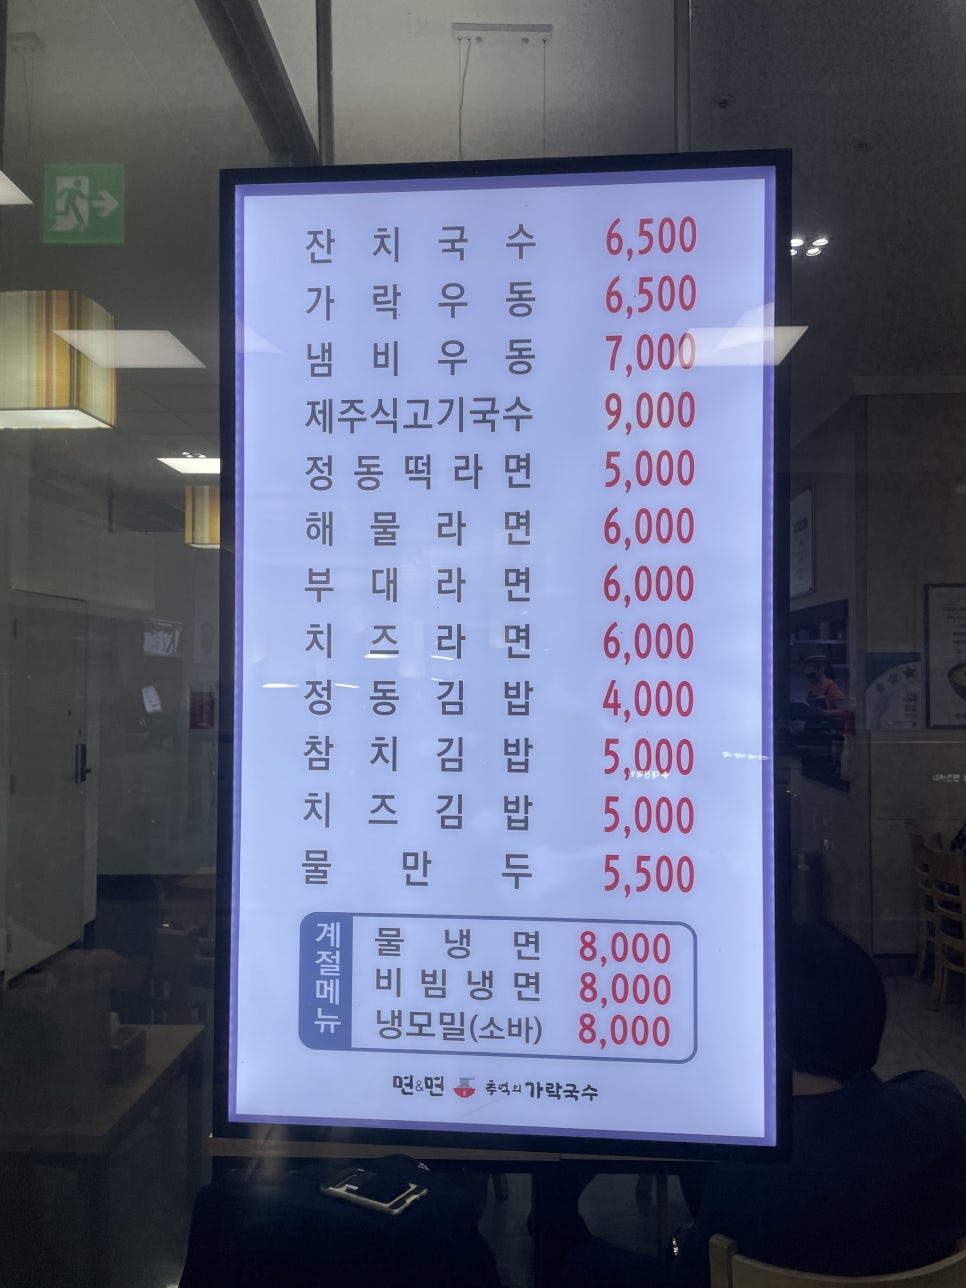 잔치국수 6,500
가락우동 6,500
냄비우동 7,000
제주식고기국수 9,000
정동떡라면 5,000
해물라면 6,000
부대라면 6,000
치즈라면 6,000
정동김밥 4,000
참치김밥 5,000
치즈김밥 5,000
물만두 5,500
계절메뉴
물냉면 8,000
비빔냉면 8,000
냉모밀(소바) 8,000
면&면 추억의 가락국수